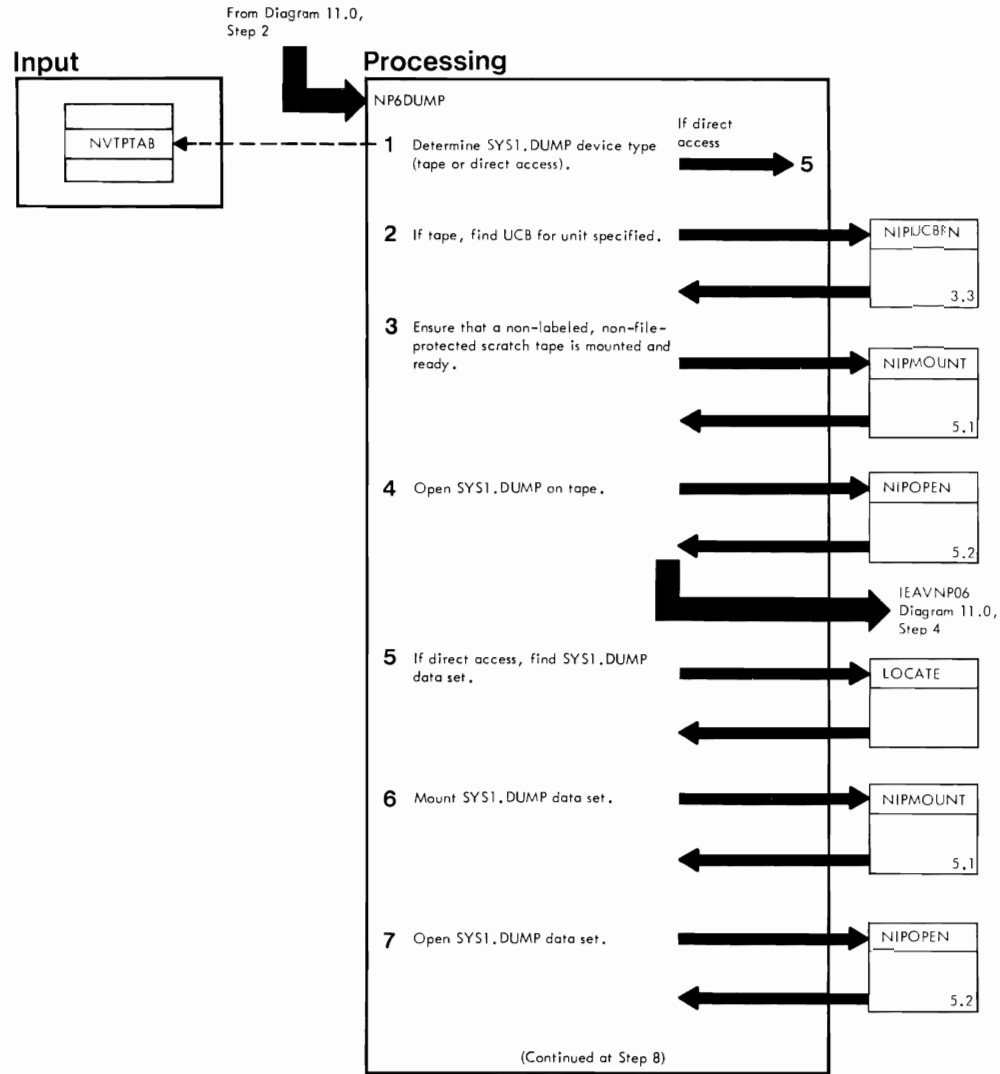 From Diagram 11.0,
Step 2
Input
Processing
NVTPTAB
NP6DUMP
1 Determine SYS1.DUMP device type
(tape or direct access).
If direct
access
5
2 If tape, find UCB for unit specified.
NIPUCBFN
3.3
3 Ensure that a non-labeled, non-file-
protected scratch tape is mounted and
ready.
NIPMOUNT
5.1
4 Open SYS1.DUMP on tape.
NIPOPEN
5.2
IEAVNP06
Diagram 11.0,
Step 4
5 If direct access, find SYS1.DUMP
data set.
LOCATE
6 Mount SYS1.DUMP data set.
NIPMOUNT
5.1
7 Open SYS1.DUMP data set.
NIPOPEN
5.2
(Continued at Step 8)